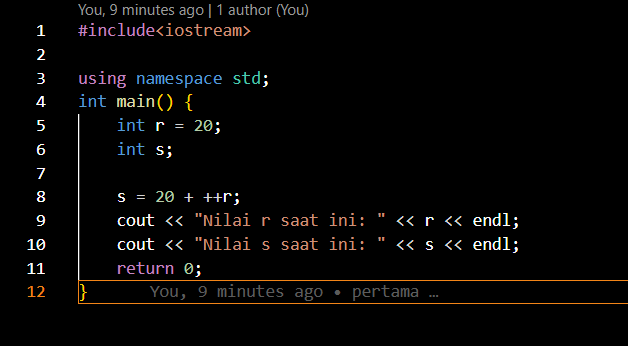 You, 9 minutes ago | 1 author (You)
1 #include<iostream>
2
3 using namespace std;
4 int main() {
5 int r = 20;
6 int s;
7
8 s = 20 + ++r;
9 cout << "Nilai r saat ini: " << r << endl;
10 cout << "Nilai s saat ini: " << s << endl;
11 return 0;
12 } You, 9 minutes ago • pertama …